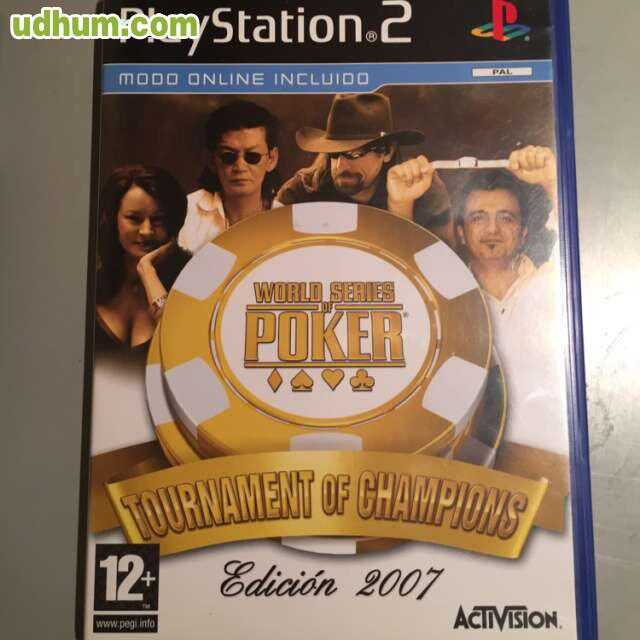 udhum.com
PlayStation®2
MODO ONLINE INCLUIDO
PAL
WORLD SERIES
OF
POKER®
TOURNAMENT OF CHAMPIONS
Edición 2007
12+
™
www.pegi.info
ACTIVISION.